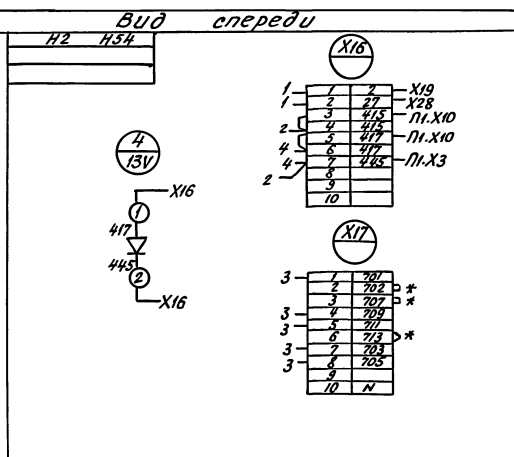 Вид спереди
H2 H54
X16
1 1 2 X19
1 2 27 X28
3 415 П1.X10
2 4 415
5 417 П1.X10
4 6 417
4 7 445 П1.X3
2 8
9
10
4
13V
X16
1
417
445
2
X16
X17
3 1 701
2 702 *
3 707 *
3 4 709
3 5 711
6 713 *
3 7 703
3 8 705
9
10 N